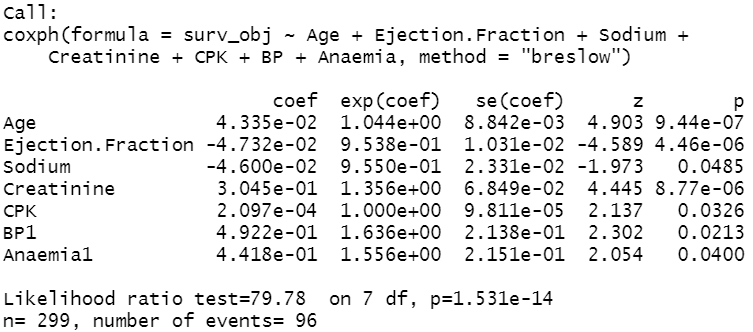 Call:
coxph(formula = surv_obj ~ Age + Ejection.Fraction + Sodium +
    Creatinine + CPK + BP + Anaemia, method = "breslow")
                       coef  exp(coef)   se(coef)      z        p
Age                4.335e-02  1.044e+00  8.842e-03  4.903 9.44e-07
Ejection.Fraction -4.732e-02  9.538e-01  1.031e-02 -4.589 4.46e-06
Sodium            -4.600e-02  9.550e-01  2.331e-02 -1.973   0.0485
Creatinine         3.045e-01  1.356e+00  6.849e-02  4.445 8.77e-06
CPK                2.097e-04  1.000e+00  9.811e-05  2.137   0.0326
BP1                4.922e-01  1.636e+00  2.138e-01  2.302   0.0213
Anaemia1           4.418e-01  1.556e+00  2.151e-01  2.054   0.0400
Likelihood ratio test=79.78  on 7 df, p=1.531e-14
n= 299, number of events= 96